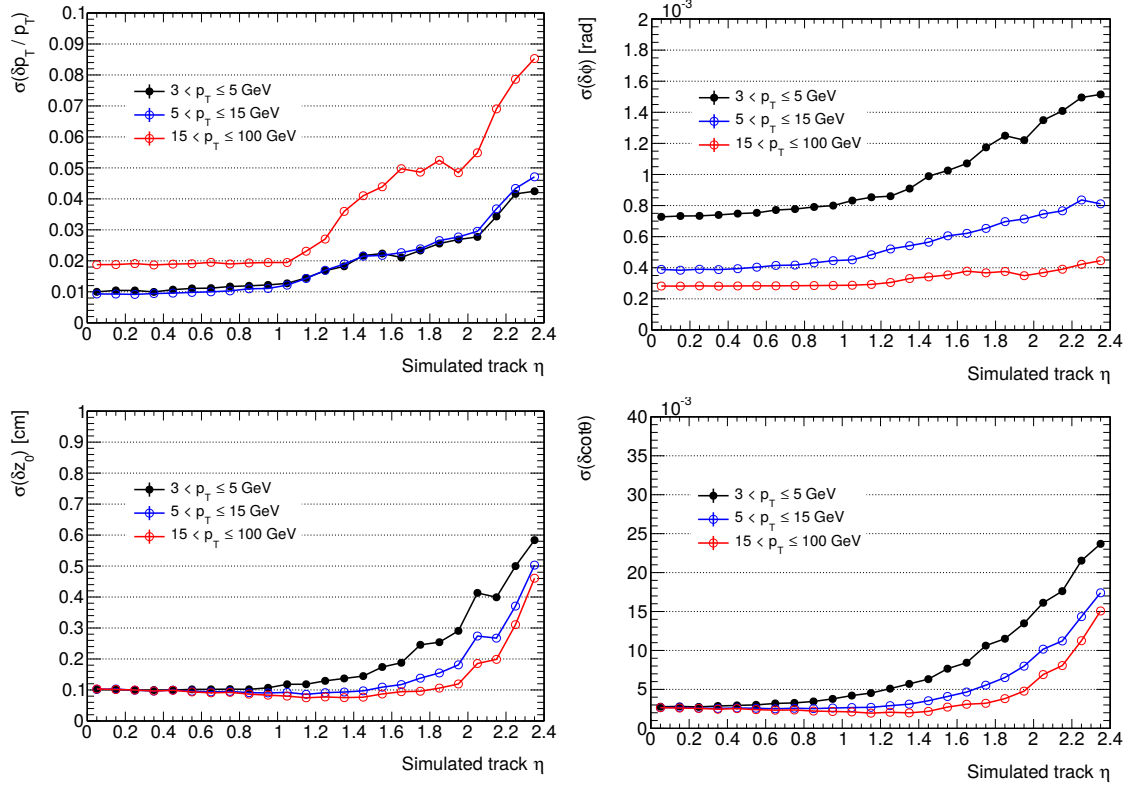 σ(δp_T / p_T)
0.1
0.09
0.08
0.07
0.06
0.05
0.04
0.03
0.02
0.01
0
3 < p_T ≤ 5 GeV
5 < p_T ≤ 15 GeV
15 < p_T ≤ 100 GeV
0 0.2 0.4 0.6 0.8 1 1.2 1.4 1.6 1.8 2 2.2 2.4
Simulated track η
σ(δϕ) [rad]
×10⁻³
2
1.8
1.6
1.4
1.2
1
0.8
0.6
0.4
0.2
0
3 < p_T ≤ 5 GeV
5 < p_T ≤ 15 GeV
15 < p_T ≤ 100 GeV
0 0.2 0.4 0.6 0.8 1 1.2 1.4 1.6 1.8 2 2.2 2.4
Simulated track η
σ(δz_0) [cm]
1
0.9
0.8
0.7
0.6
0.5
0.4
0.3
0.2
0.1
0
3 < p_T ≤ 5 GeV
5 < p_T ≤ 15 GeV
15 < p_T ≤ 100 GeV
0 0.2 0.4 0.6 0.8 1 1.2 1.4 1.6 1.8 2 2.2 2.4
Simulated track η
σ(δcotθ)
10⁻³
40
35
30
25
20
15
10
5
0
3 < p_T ≤ 5 GeV
5 < p_T ≤ 15 GeV
15 < p_T ≤ 100 GeV
0 0.2 0.4 0.6 0.8 1 1.2 1.4 1.6 1.8 2 2.2 2.4
Simulated track η